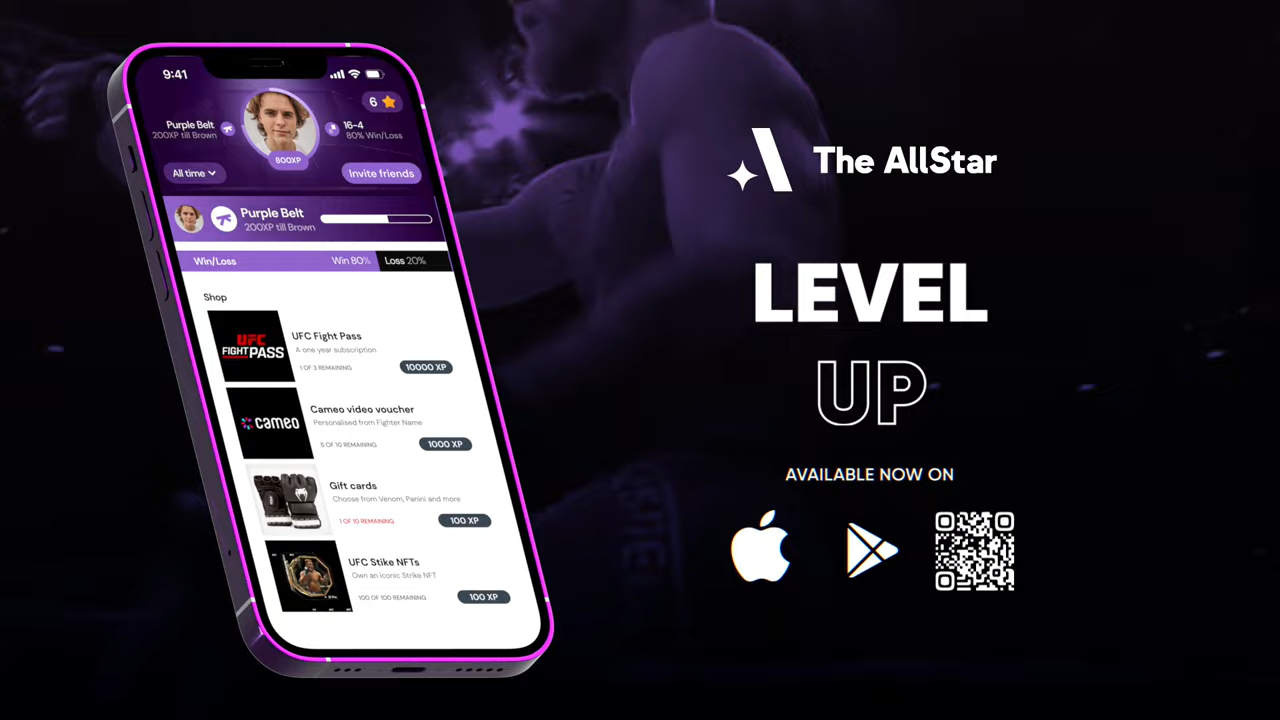 9:41
6
Purple Belt
200XP till Brown
16-4
80% Win/Loss
800XP
All time
Invite friends
Purple Belt
200XP till Brown
Win/Loss
Win 80%
Loss 20%
Shop
UFC
FIGHT PASS
UFC Fight Pass
A one year subscription
1 OF 3 REMAINING
10000 XP
CAMEO
Cameo video voucher
Personalised from Fighter Name
5 OF 10 REMAINING
1000 XP
Gift cards
Choose from Venom, Panini and more
1 OF 10 REMAINING
100 XP
UFC Stike NFTs
Own an iconic Strike NFT
100 OF 100 REMAINING
100 XP
The AllStar
LEVEL
UP
AVAILABLE NOW ON